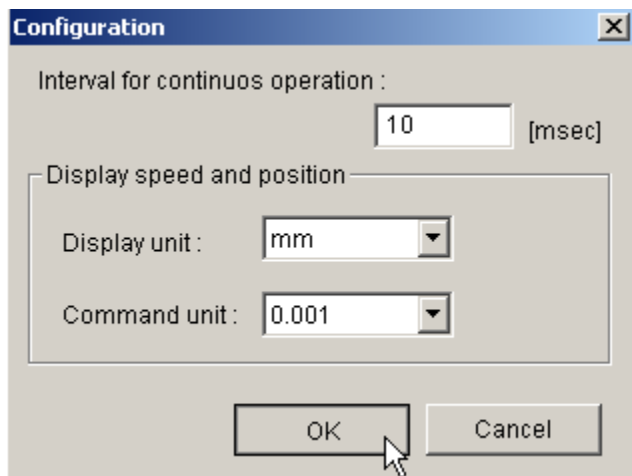 Configuration
Interval for continuos operation :
10 [msec]
Display speed and position
Display unit : mm
Command unit : 0.001
OK Cancel